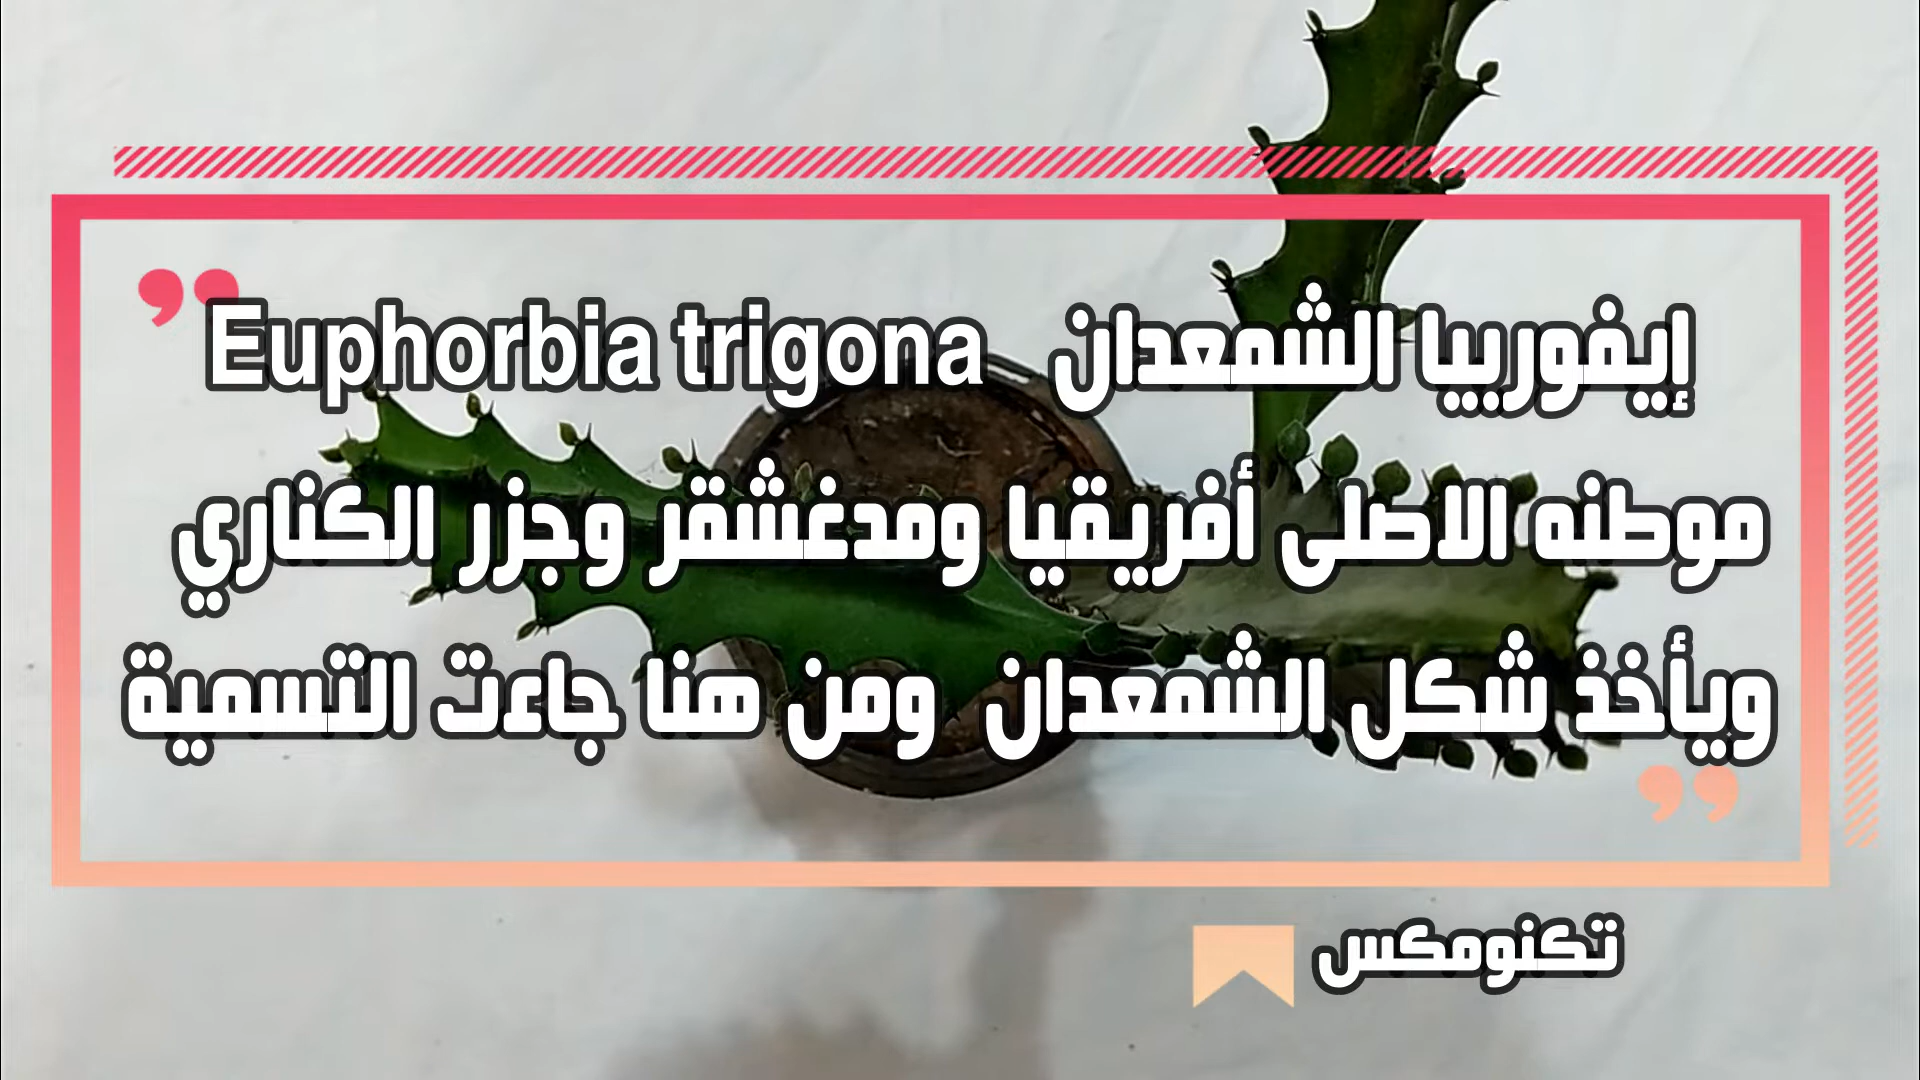 إيفوربيا الشمعدان Euphorbia trigona
موطنه الاصلى أفريقيا ومدغشقر وجزر الكناري
ويأخذ شكل الشمعدان ومن هنا جاءت التسمية
تكنومكس